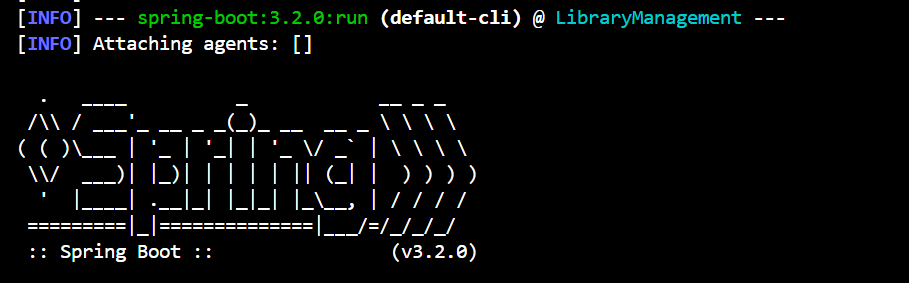 [INFO] --- spring-boot:3.2.0:run (default-cli) @ LibraryManagement ---
[INFO] Attaching agents: []
  .   ____          _            __ _ _
 /\\ / ___'_ __ _ _(_)_ __  __ _ \ \ \ \
( ( )\___ | '_ | '_| | '_ \/ _` | \ \ \ \
 \\/  ___)| |_)| | | | | || (_| |  ) ) ) )
  '  |____| .__|_| |_|_| |_\__, | / / / /
 =========|_|==============|___/=/_/_/_/
 :: Spring Boot ::                (v3.2.0)